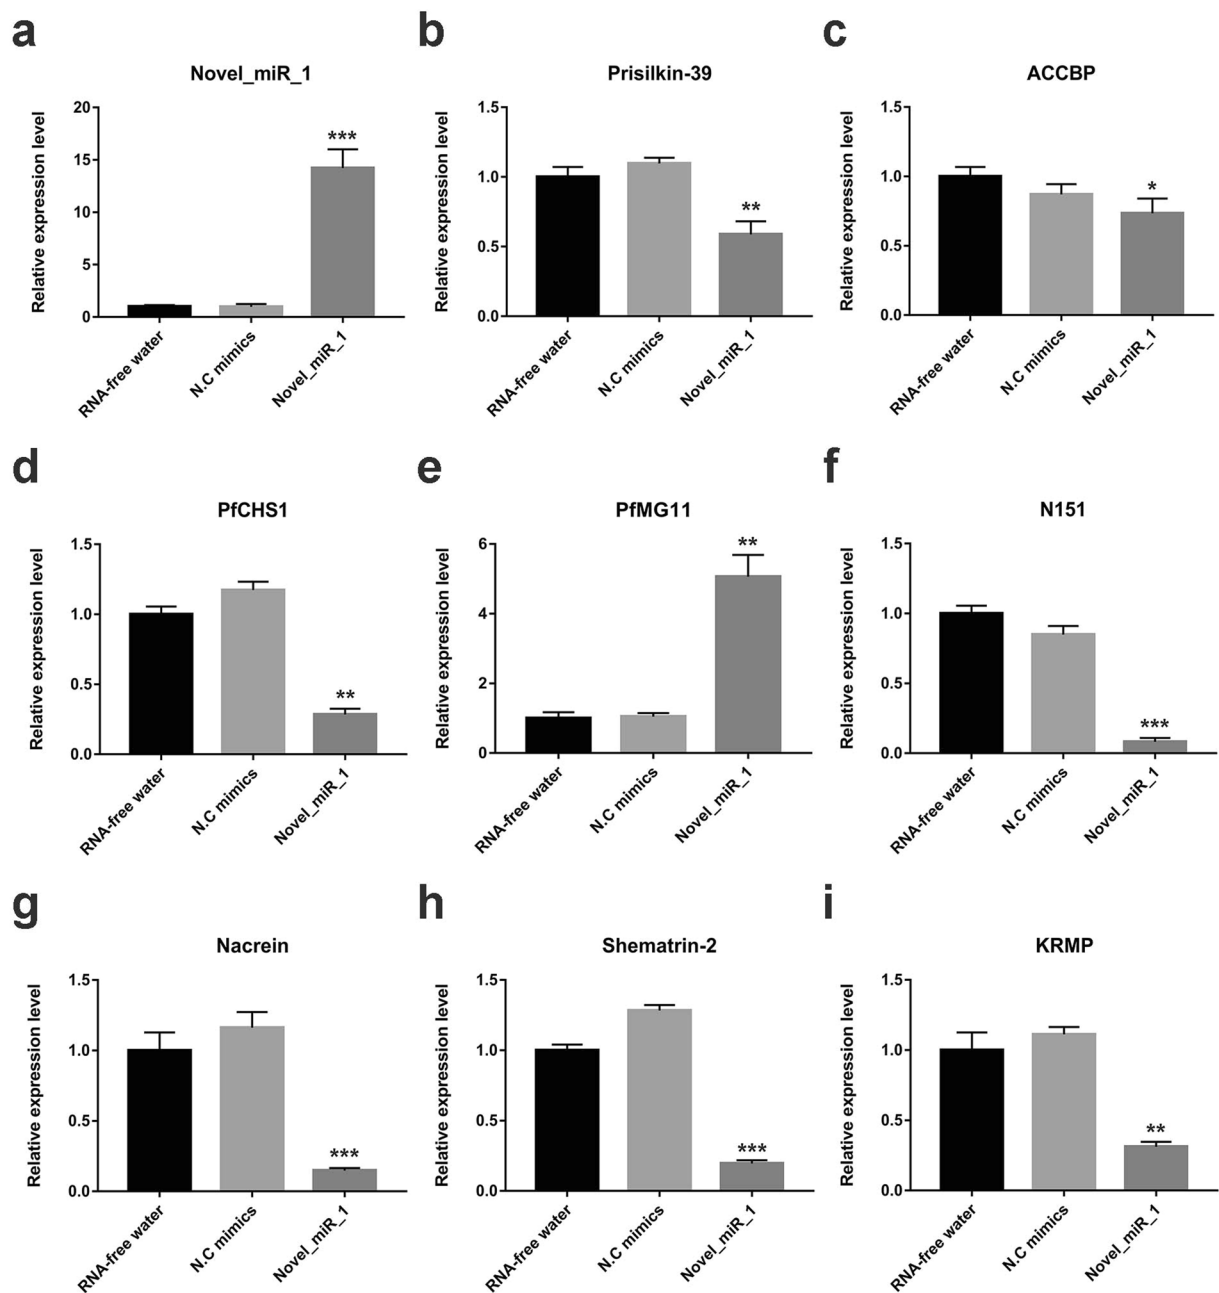 a
Novel_miR_1
Relative expression level
20
15
10
5
0
***
RNA-free water
N.C mimics
Novel_miR_1
b
Prisilkin-39
Relative expression level
1.5
1.0
0.5
0.0
**
RNA-free water
N.C mimics
Novel_miR_1
c
ACCBP
Relative expression level
1.5
1.0
0.5
0.0
*
RNA-free water
N.C mimics
Novel_miR_1
d
PfCHS1
Relative expression level
1.5
1.0
0.5
0.0
**
RNA-free water
N.C mimics
Novel_miR_1
e
PfMG11
Relative expression level
6
4
2
0
**
RNA-free water
N.C mimics
Novel_miR_1
f
N151
Relative expression level
1.5
1.0
0.5
0.0
***
RNA-free water
N.C mimics
Novel_miR_1
g
Nacrein
Relative expression level
1.5
1.0
0.5
0.0
***
RNA-free water
N.C mimics
Novel_miR_1
h
Shematrin-2
Relative expression level
1.5
1.0
0.5
0.0
***
RNA-free water
N.C mimics
Novel_miR_1
i
KRMP
Relative expression level
1.5
1.0
0.5
0.0
**
RNA-free water
N.C mimics
Novel_miR_1